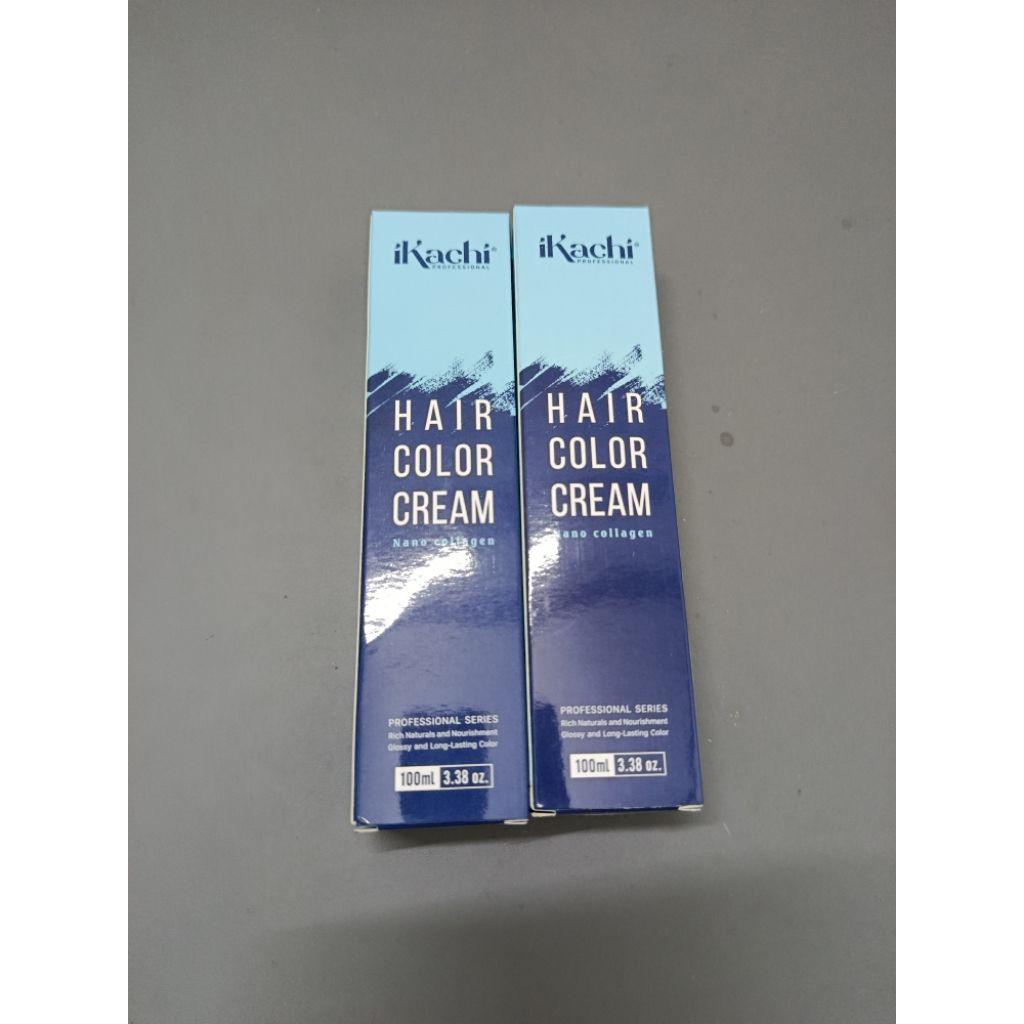 iKachi®
PROFESSIONAL
HAIR
COLOR
CREAM
Nano collagen
PROFESSIONAL SERIES
Rich Naturals and Nourishment
Glossy and Long-Lasting Color
100ml 3.38 oz.
iKachi®
PROFESSIONAL
HAIR
COLOR
CREAM
Nano collagen
PROFESSIONAL SERIES
Rich Naturals and Nourishment
Glossy and Long-Lasting Color
100ml 3.38 oz.